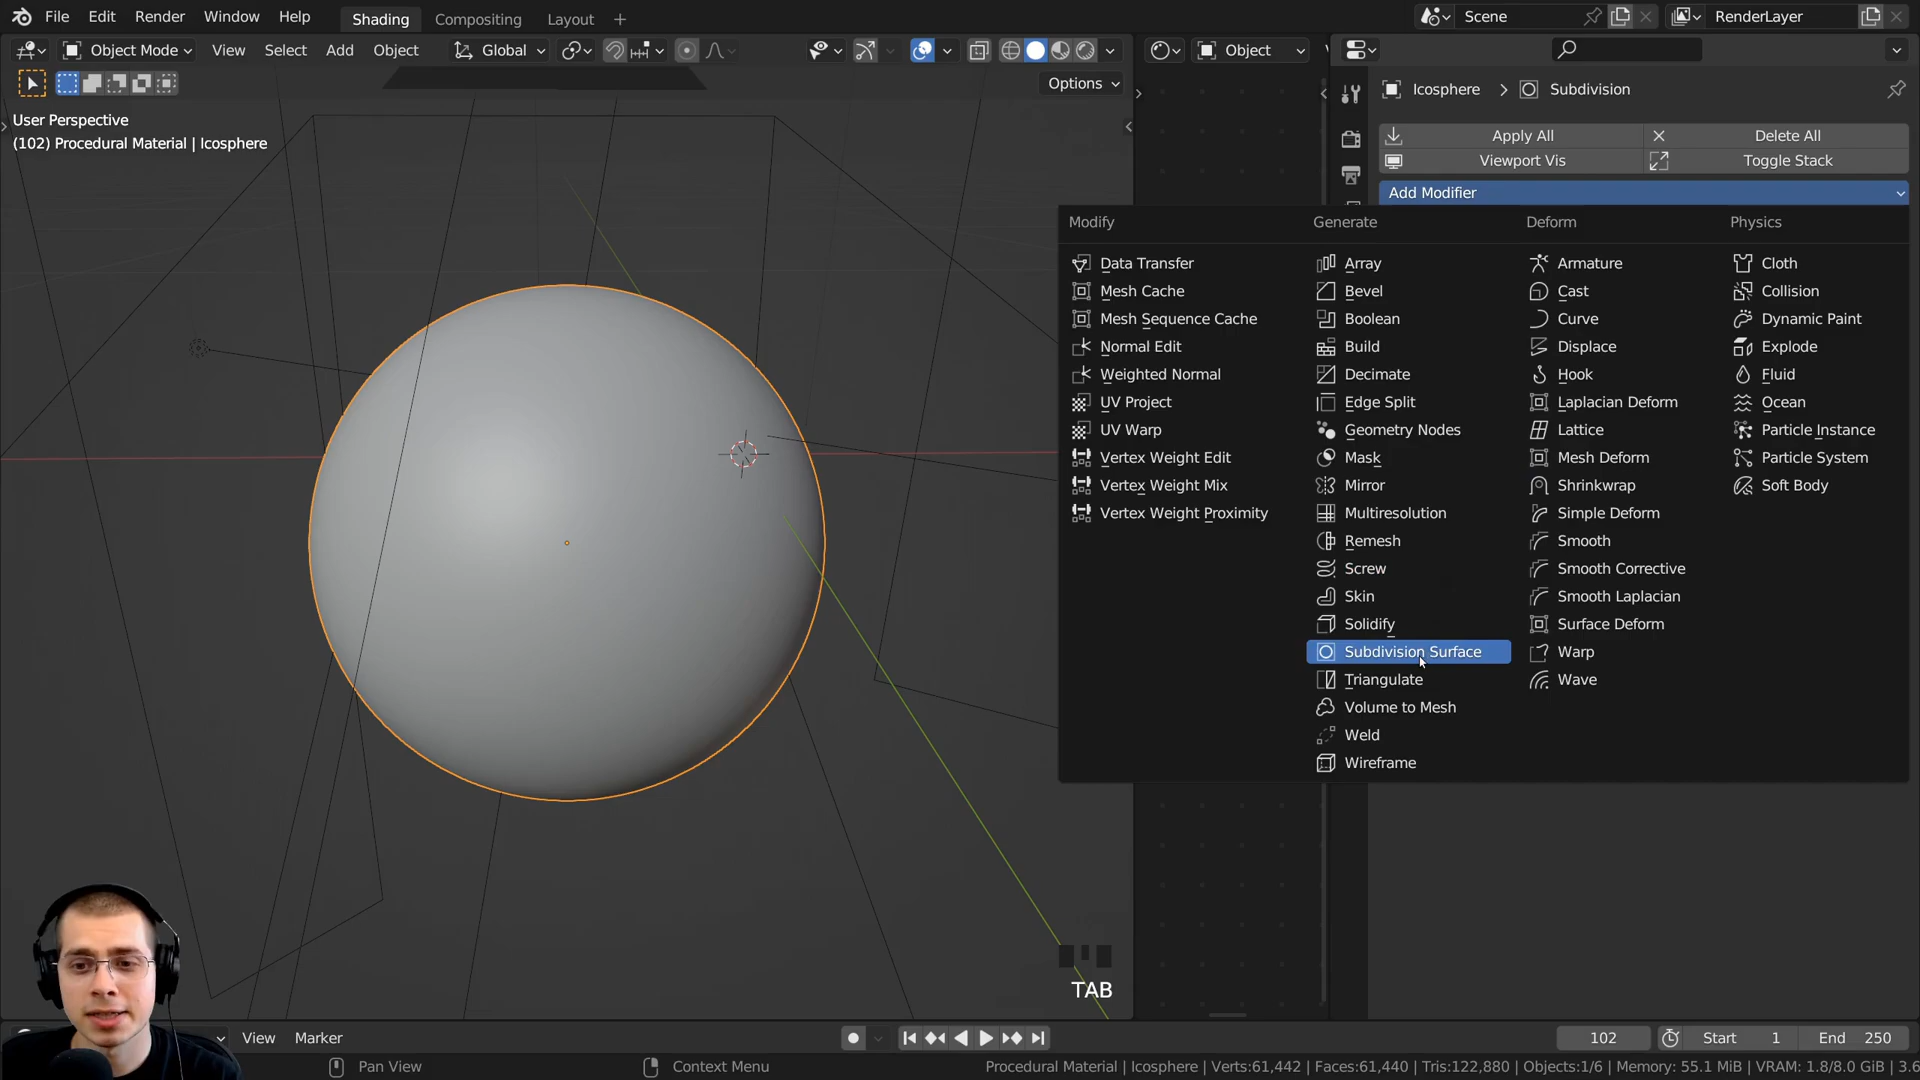 File Edit Render Window Help Shading Compositing Layout + Scene RenderLayer
Object Mode View Select Add Object Global Object
Options
User Perspective
(102) Procedural Material | Icosphere
Icosphere > Subdivision
Apply All Delete All
Viewport Vis Toggle Stack
Add Modifier
Modify Generate Deform Physics
Data Transfer Array Armature Cloth
Mesh Cache Bevel Cast Collision
Mesh Sequence Cache Boolean Curve Dynamic Paint
Normal Edit Build Displace Explode
Weighted Normal Decimate Hook Fluid
UV Project Edge Split Laplacian Deform Ocean
UV Warp Geometry Nodes Lattice Particle Instance
Vertex Weight Edit Mask Mesh Deform Particle System
Vertex Weight Mix Mirror Shrinkwrap Soft Body
Vertex Weight Proximity Multiresolution Simple Deform
Remesh Smooth
Screw Smooth Corrective
Skin Smooth Laplacian
Solidify Surface Deform
Subdivision Surface Warp
Triangulate Wave
Volume to Mesh
Weld
Wireframe
TAB
View Marker 102 Start 1 End 250
Pan View Context Menu Procedural Material | Icosphere | Verts:61,442 | Faces:61,440 | Tris:122,880 | Objects:1/6 | Memory: 55.1 MiB | VRAM: 1.8/8.0 GiB | 3.6